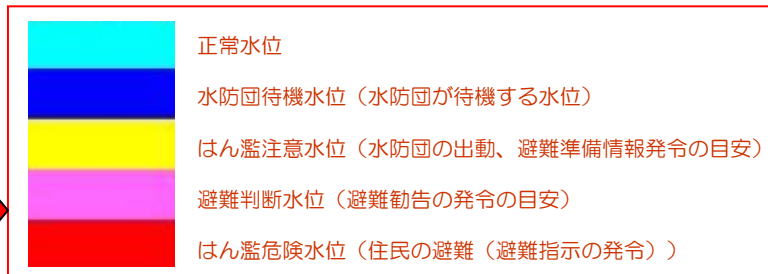 正常水位
水防団待機水位（水防団が待機する水位）
はん濫注意水位（水防団の出動、避難準備情報発令の目安）
避難判断水位（避難勧告の発令の目安）
はん濫危険水位（住民の避難（避難指示の発令））